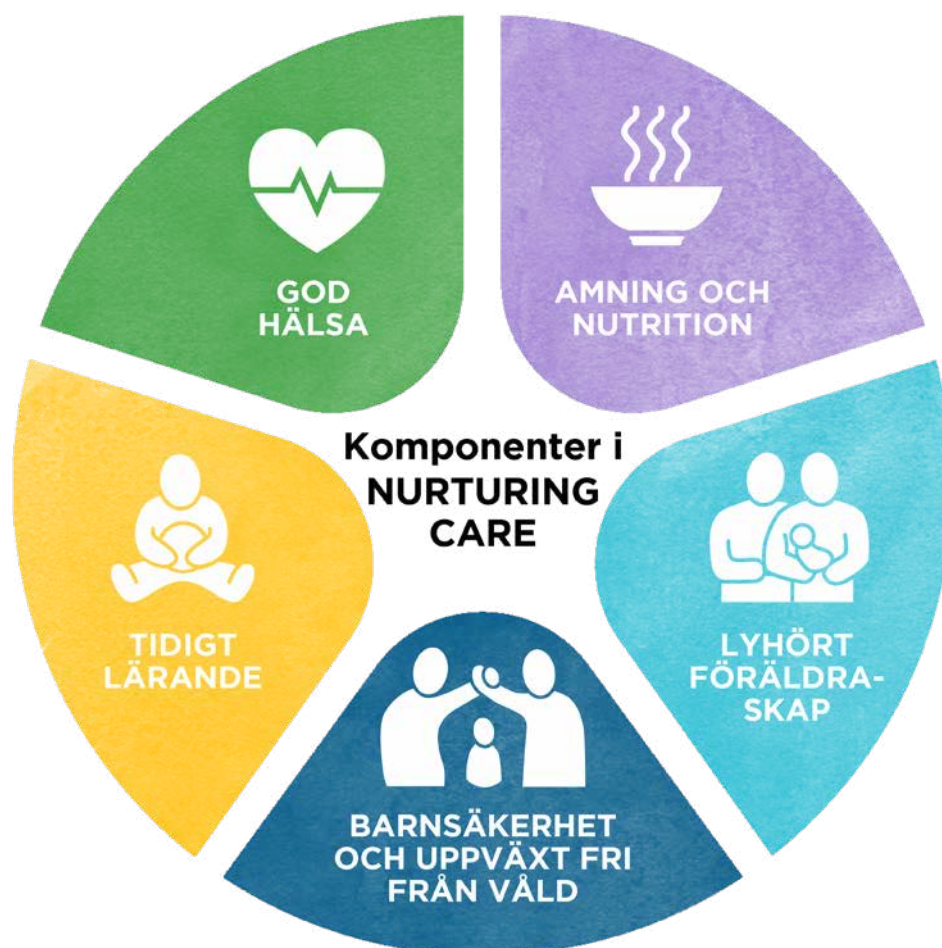 GOD
HÄLSA
AMNING OCH
NUTRITION
Komponenter i
NURTURING
CARE
TIDIGT
LÄRANDE
LYHÖRT
FÖRÄLDRA-
SKAP
BARNSÄKERHET
OCH UPPVÄXT FRI
FRÅN VÅLD